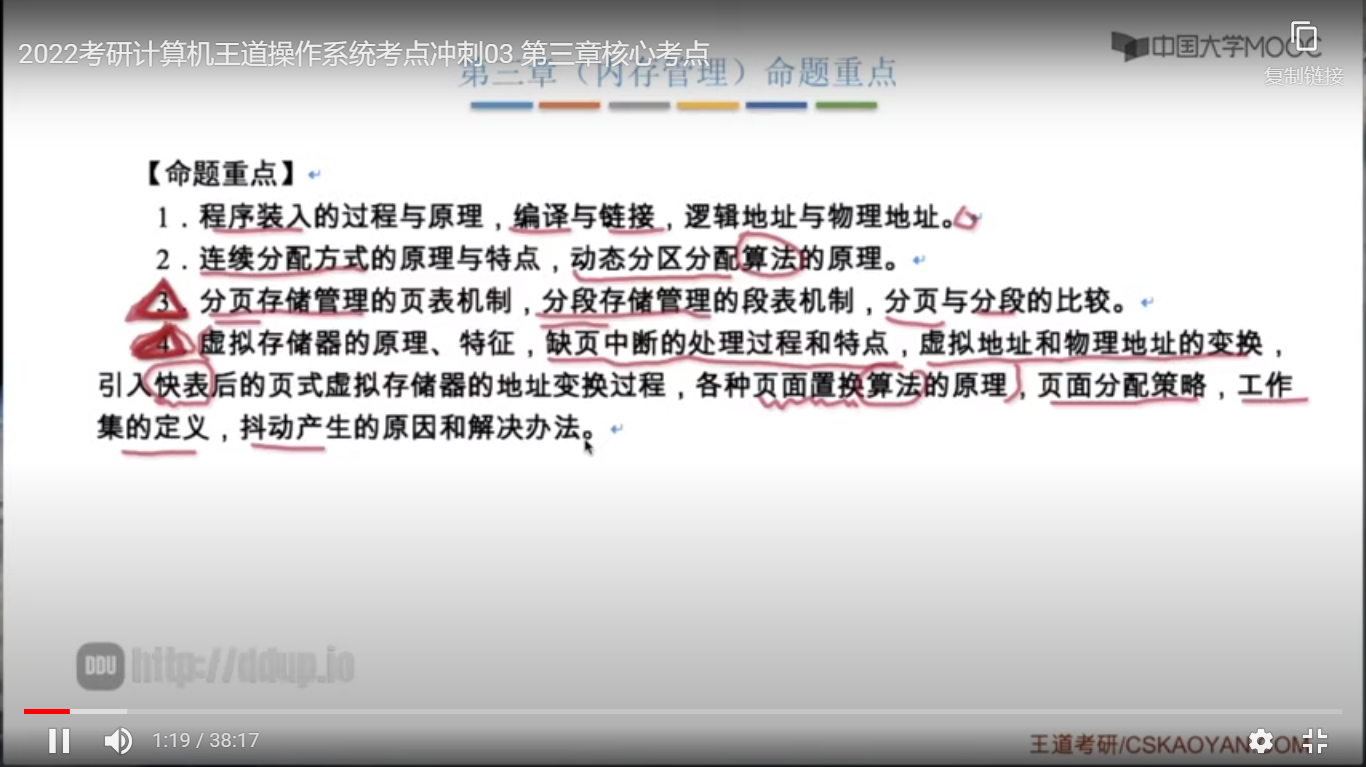 2022考研计算机王道操作系统考点冲刺03 第三章核心考点
中国大学MOOC
复制链接
第三章（内存管理）命题重点
【命题重点】
1．程序装入的过程与原理，编译与链接，逻辑地址与物理地址。
2．连续分配方式的原理与特点，动态分区分配算法的原理。
3．分页存储管理的页表机制，分段存储管理的段表机制，分页与分段的比较。
4．虚拟存储器的原理、特征，缺页中断的处理过程和特点，虚拟地址和物理地址的变换，
引入快表后的页式虚拟存储器的地址变换过程，各种页面置换算法的原理，页面分配策略，工作
集的定义，抖动产生的原因和解决办法。
DDU http://ddup.io
1:19 / 38:17
王道考研/CSKAOYAN.COM